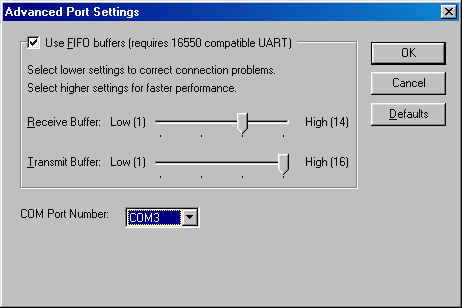 Advanced Port Settings
Use FIFO buffers (requires 16550 compatible UART)
OK
Select lower settings to correct connection problems.
Select higher settings for faster performance.
Cancel
Receive Buffer: Low (1) High (14)
Defaults
Transmit Buffer: Low (1) High (16)
COM Port Number: COM3